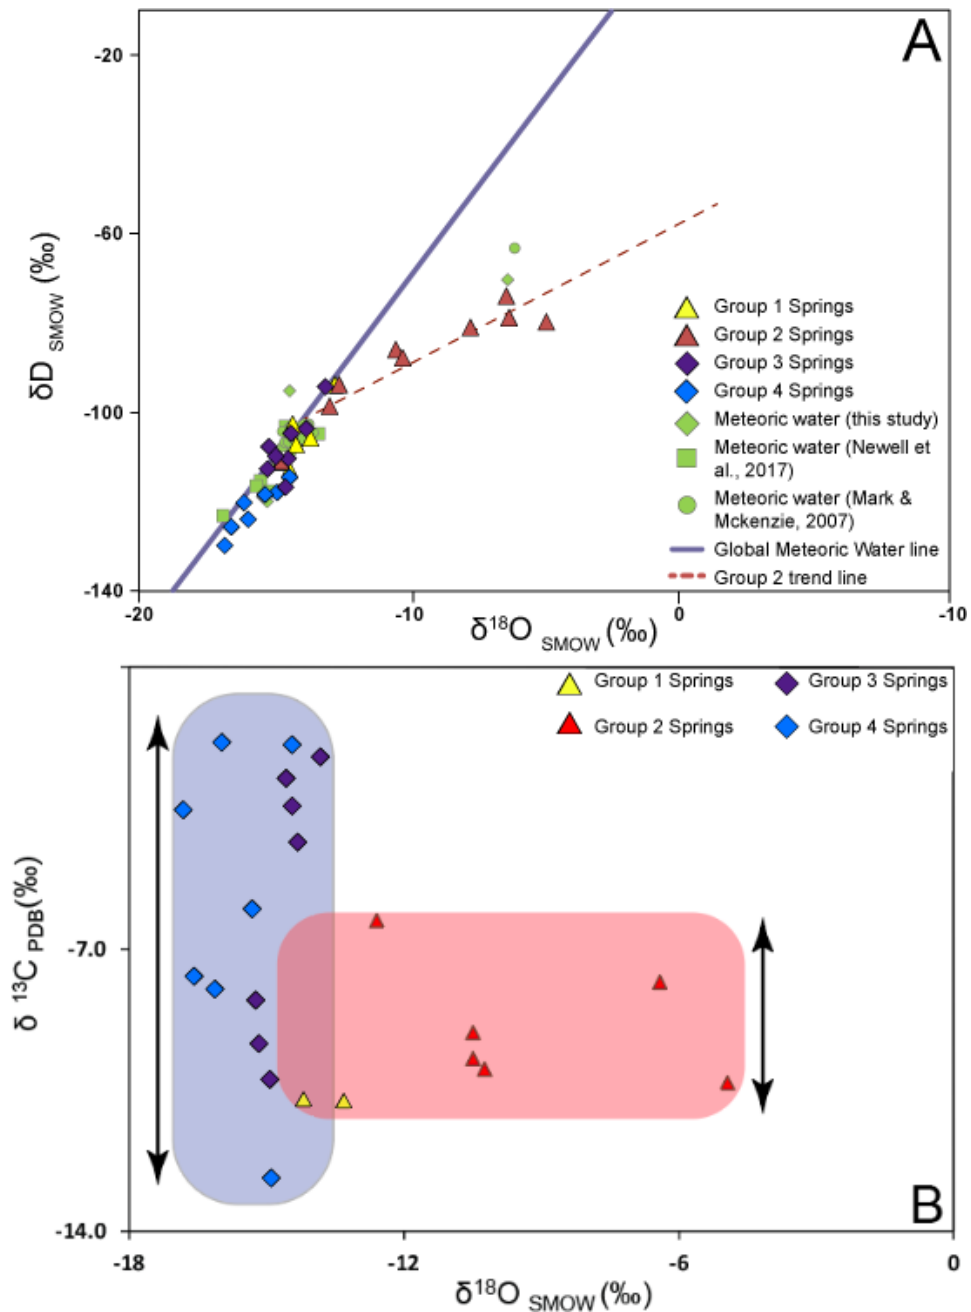 A
-20
-60
-100
-140
δD SMOW (‰)
Group 1 Springs
Group 2 Springs
Group 3 Springs
Group 4 Springs
Meteoric water (this study)
Meteoric water (Newell et
al., 2017)
Meteoric water (Mark &
Mckenzie, 2007)
Global Meteoric Water line
Group 2 trend line
-20
-10
0
-10
δ18O SMOW (‰)
Group 1 Springs
Group 3 Springs
Group 2 Springs
Group 4 Springs
δ 13C PDB(‰)
-7.0
-14.0
B
-18
-12
-6
0
δ18O SMOW (‰)